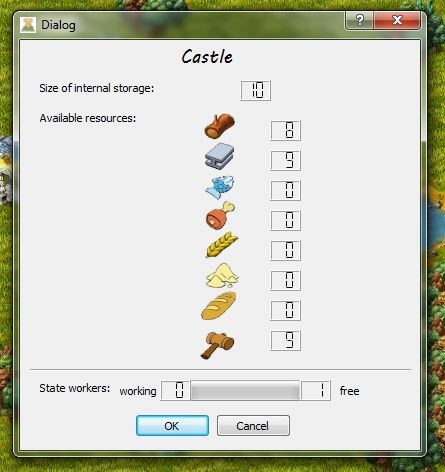 Dialog
Castle
Size of internal storage: 10
Available resources: 8
9
0
0
0
0
0
9
State workers: working 0 1 free
OK Cancel